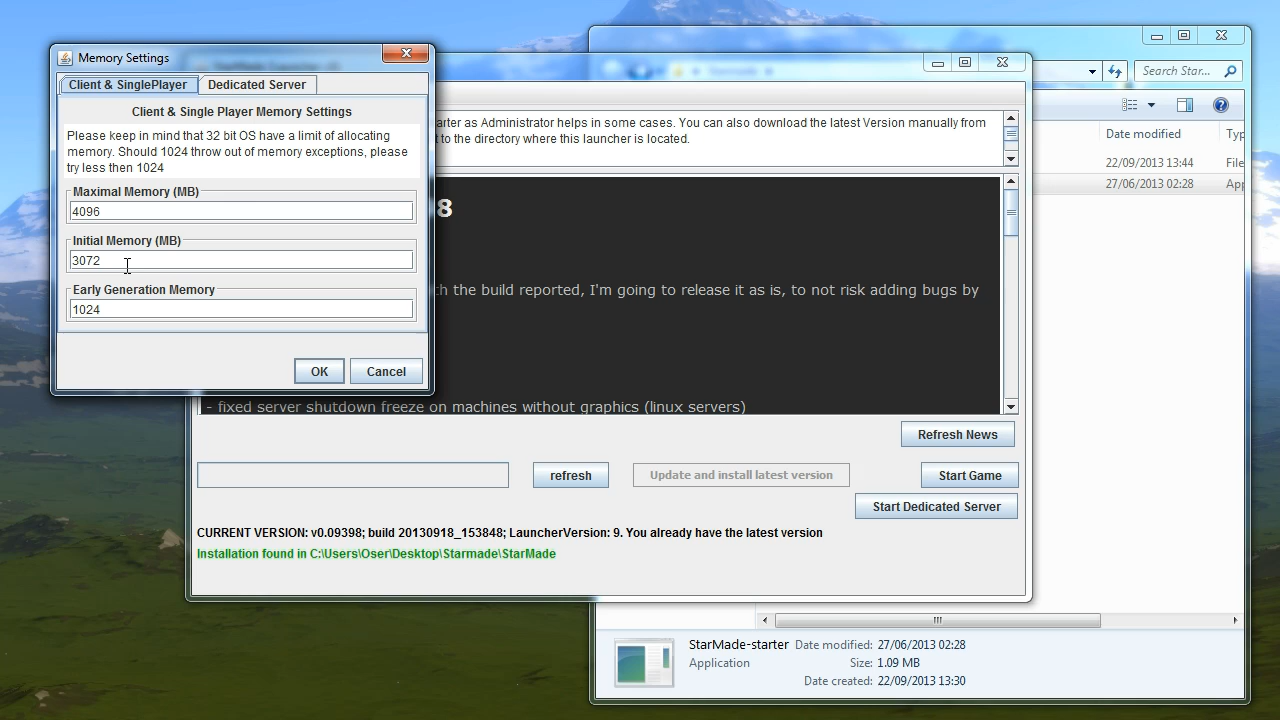 Memory Settings
Client & SinglePlayer
Dedicated Server
Client & Single Player Memory Settings
Please keep in mind that 32 bit OS have a limit of allocating
memory. Should 1024 throw out of memory exceptions, please
try less then 1024
Maximal Memory (MB)
4096
Initial Memory (MB)
3072
Early Generation Memory
1024
OK
Cancel
arter as Administrator helps in some cases. You can also download the latest Version manually from
t to the directory where this launcher is located.
8
th the build reported, I'm going to release it as is, to not risk adding bugs by
- fixed server shutdown freeze on machines without graphics (linux servers)
Refresh News
refresh
Update and install latest version
Start Game
Start Dedicated Server
CURRENT VERSION: v0.09398; build 20130918_153848; LauncherVersion: 9. You already have the latest version
Installation found in C:\Users\Oser\Desktop\Starmade\StarMade
Search Star...
Date modified
Typ
22/09/2013 13:44
File
27/06/2013 02:28
App
StarMade-starter
Date modified: 27/06/2013 02:28
Application
Size: 1.09 MB
Date created: 22/09/2013 13:30